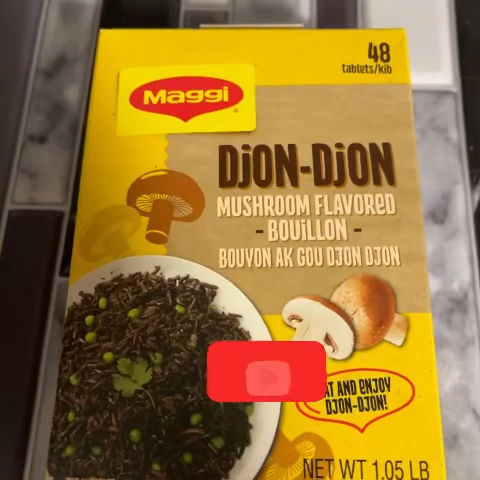 48
tablets/kib
Maggi
DjON-DjON
MUSHROOM FLAVORED
- BOUiLLON -
BOUYON AK GOU DJON DJON
AND ENJOY
DJON-DJON!
NET WT 1.05 LB